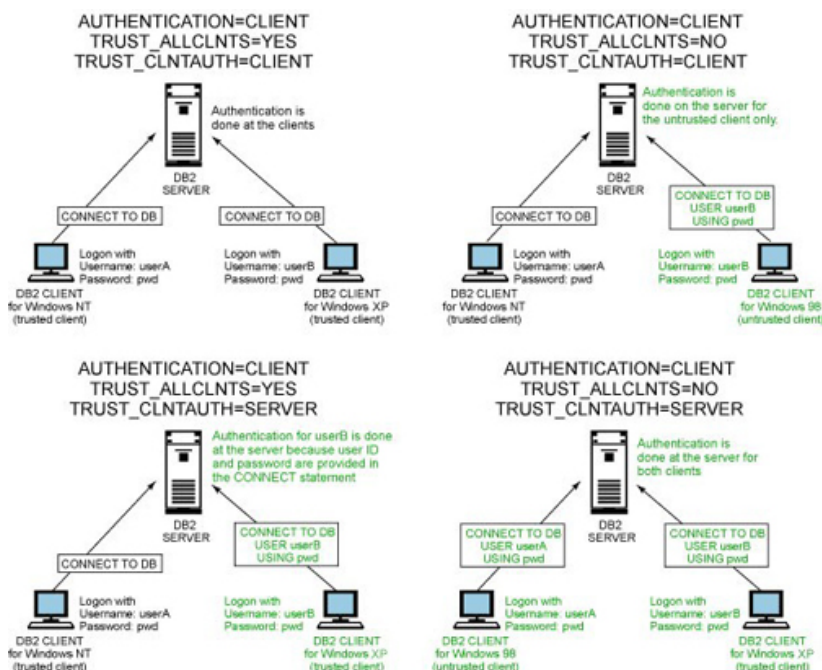 AUTHENTICATION=CLIENT
TRUST_ALLCLNTS=YES
TRUST_CLNTAUTH=CLIENT
Authentication is
done at the clients
DB2
SERVER
CONNECT TO DB
CONNECT TO DB
Logon with
Username: userA
Password: pwd
DB2 CLIENT
for Windows NT
(trusted client)
Logon with
Username: userB
Password: pwd
DB2 CLIENT
for Windows XP
(trusted client)
AUTHENTICATION=CLIENT
TRUST_ALLCLNTS=NO
TRUST_CLNTAUTH=CLIENT
Authentication is
done on the server for
the untrusted client only.
DB2
SERVER
CONNECT TO DB
CONNECT TO DB
USER userB
USING pwd
Logon with
Username: userA
Password: pwd
DB2 CLIENT
for Windows NT
(trusted client)
Logon with
Username: userB
Password: pwd
DB2 CLIENT
for Windows 98
(untrusted client)
AUTHENTICATION=CLIENT
TRUST_ALLCLNTS=YES
TRUST_CLNTAUTH=SERVER
Authentication for userB is done
at the server because user ID
and password are provided in
the CONNECT statement
DB2
SERVER
CONNECT TO DB
CONNECT TO DB
USER userB
USING pwd
Logon with
Username: userA
Password: pwd
DB2 CLIENT
for Windows NT
(trusted client)
Logon with
Username: userB
Password: pwd
DB2 CLIENT
for Windows XP
(trusted client)
AUTHENTICATION=CLIENT
TRUST_ALLCLNTS=NO
TRUST_CLNTAUTH=SERVER
Authentication is
done at the server for
both clients
DB2
SERVER
CONNECT TO DB
USER userA
USING pwd
CONNECT TO DB
USER userB
USING pwd
Logon with
Username: userA
Password: pwd
DB2 CLIENT
for Windows 98
(untrusted client)
Logon with
Username: userB
Password: pwd
DB2 CLIENT
for Windows XP
(trusted client)